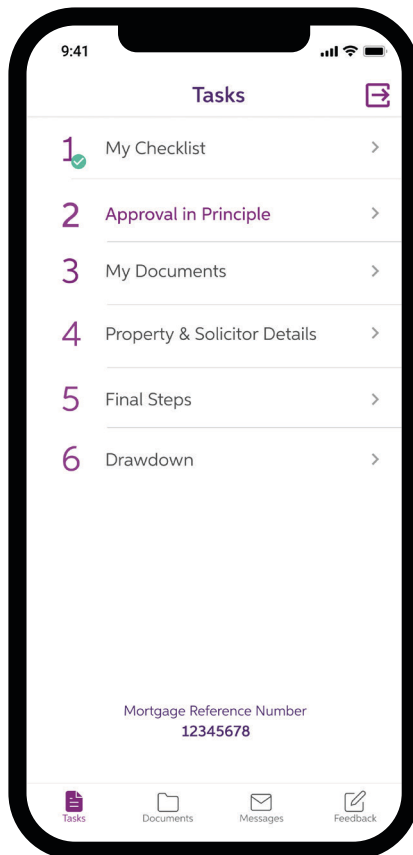 9:41
Tasks
1 My Checklist
2 Approval in Principle
3 My Documents
4 Property & Solicitor Details
5 Final Steps
6 Drawdown
Mortgage Reference Number
12345678
Tasks Documents Messages Feedback